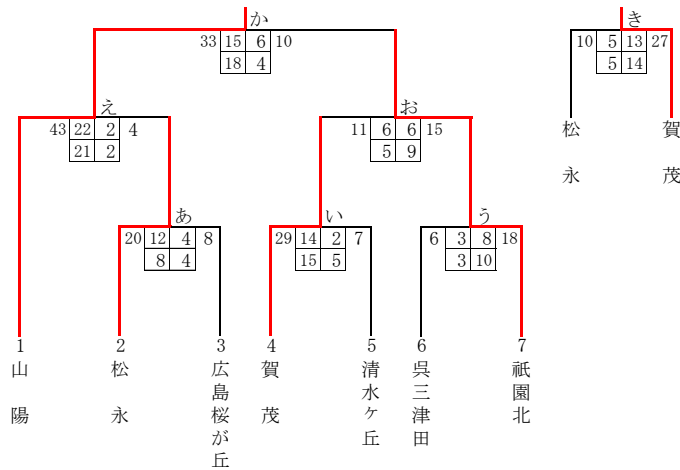 か き
33 15 6 10 10 5 13 27
18 4 5 14
え お
43 22 2 4 11 6 6 15
21 2 5 9
松永 賀茂
あ い う
20 12 4 8 29 14 2 7 6 3 8 18
8 4 15 5 3 10
1 2 3 4 5 6 7
山陽
松永
広島桜が丘
賀茂
清水ケ丘
呉三津田
祇園北